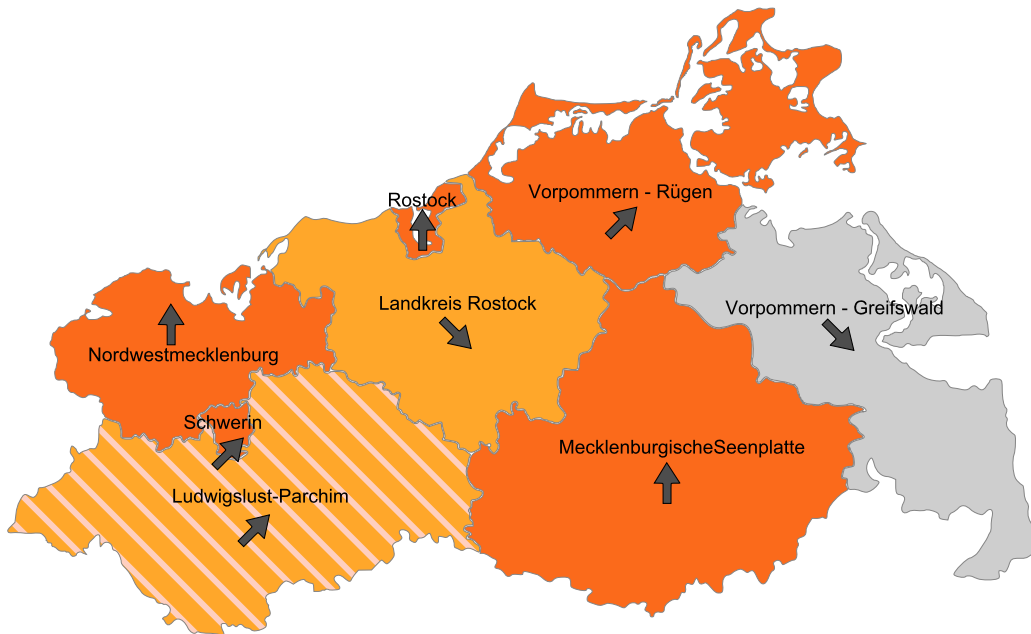 Vorpommern - Rügen
Rostock
Landkreis Rostock
Vorpommern - Greifswald
Nordwestmecklenburg
Schwerin
MecklenburgischeSeenplatte
Ludwigslust-Parchim